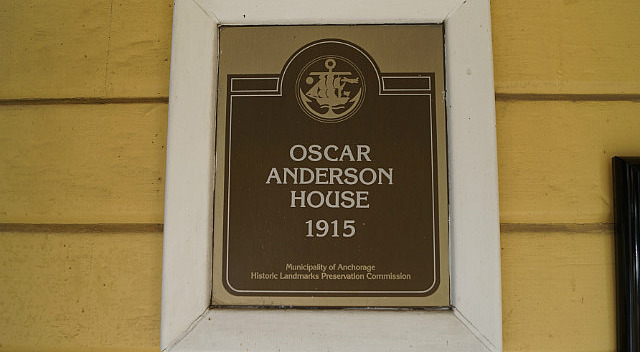 OSCAR
ANDERSON
HOUSE
1915
Municipality of Anchorage
Historic Landmarks Preservation Commission